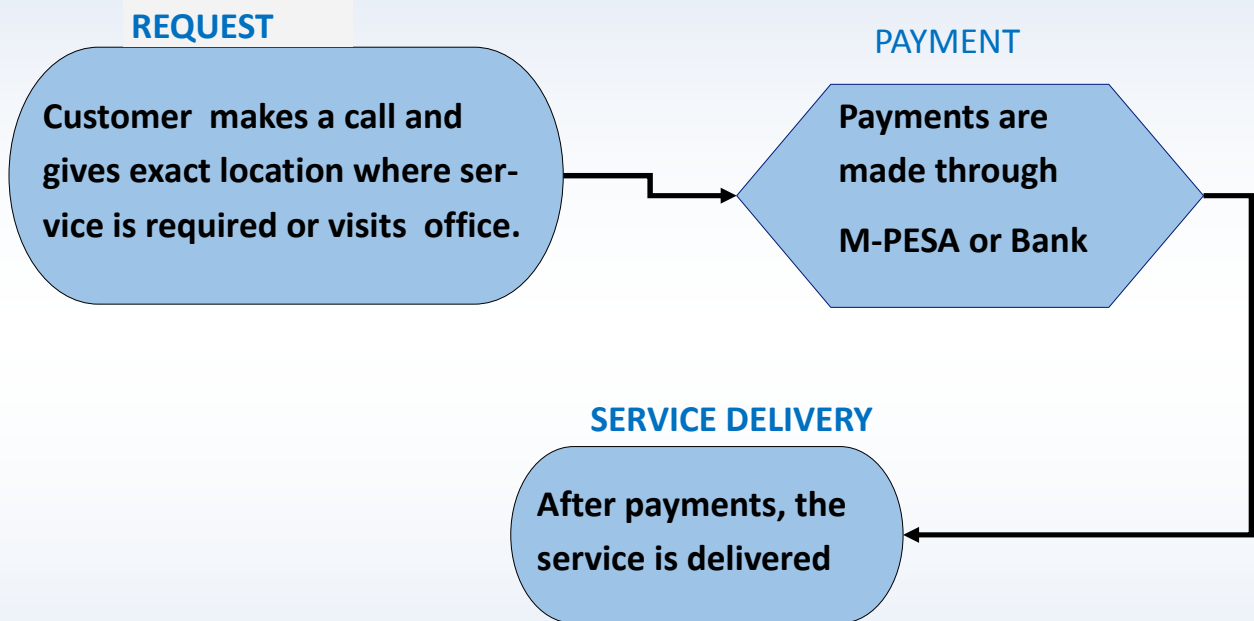 REQUEST
Customer makes a call and
gives exact location where ser-
vice is required or visits office.
PAYMENT
Payments are
made through
M-PESA or Bank
SERVICE DELIVERY
After payments, the
service is delivered